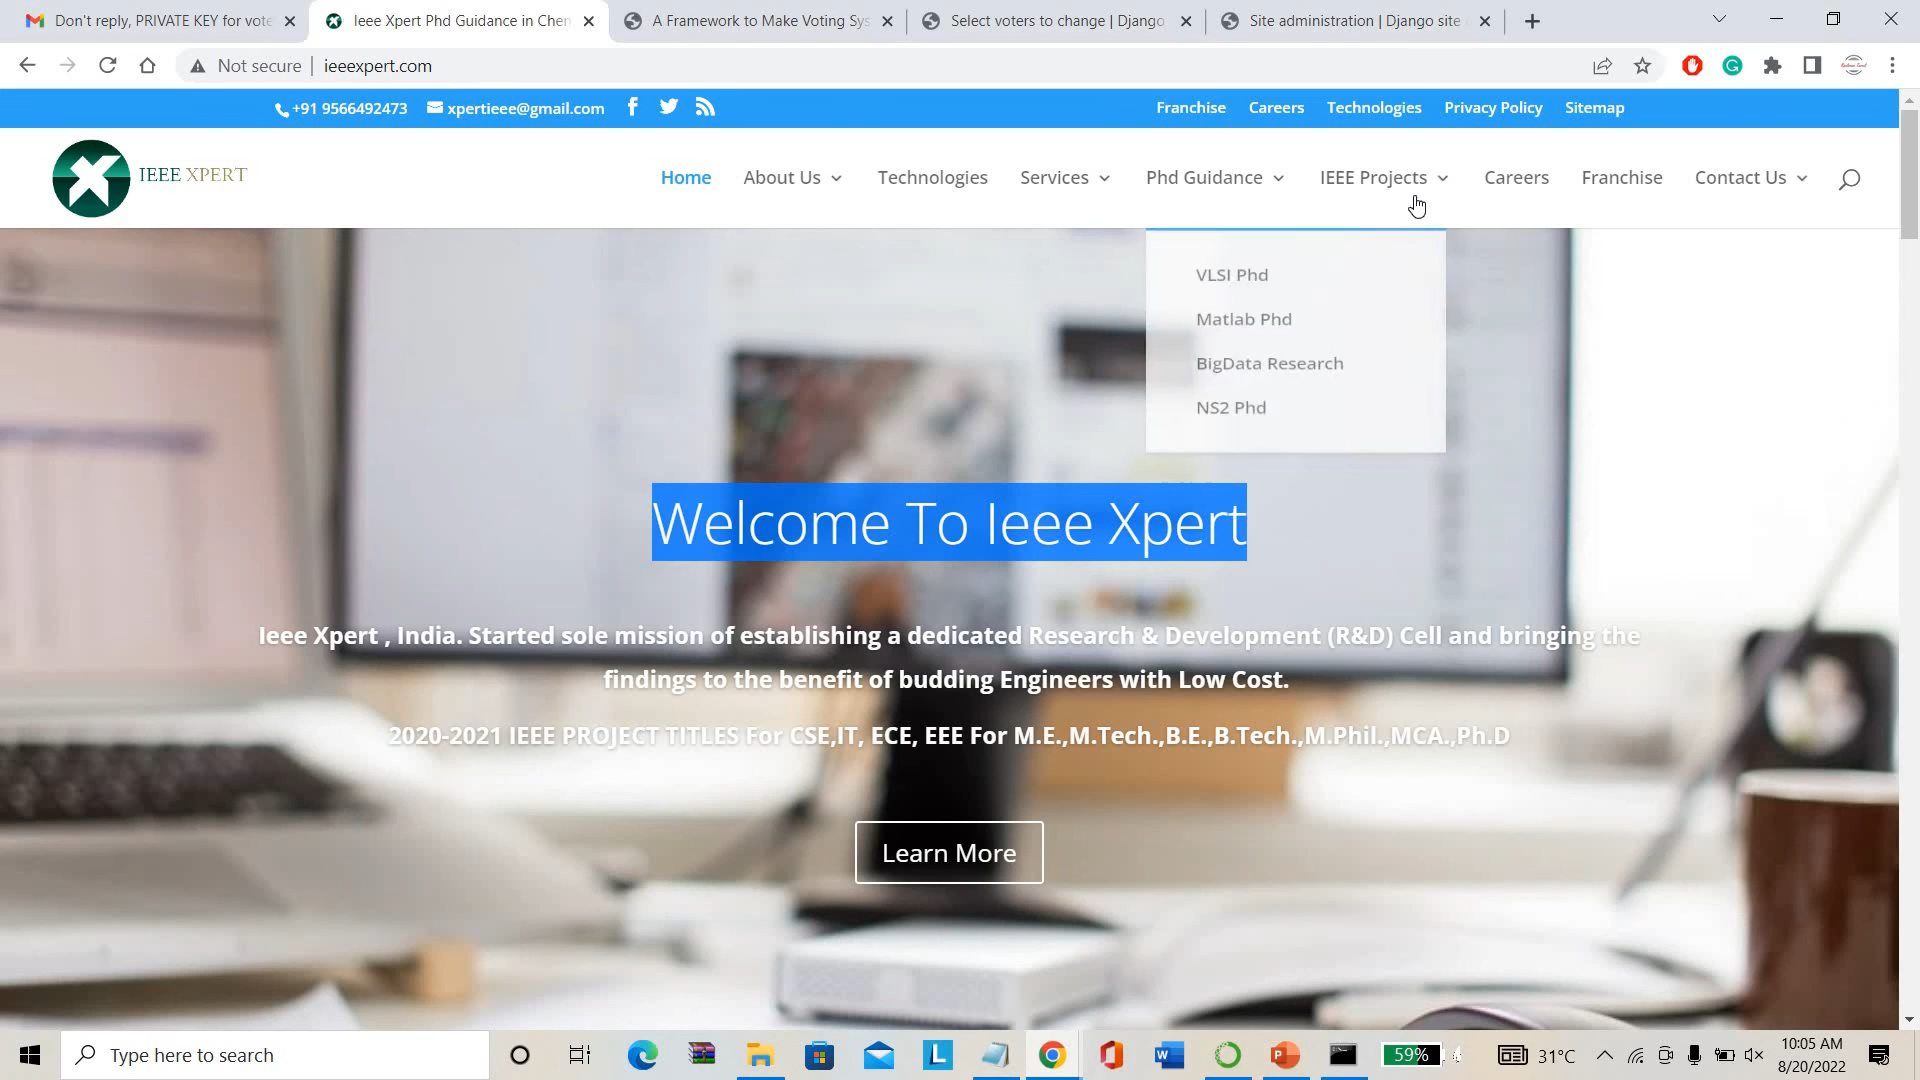 Don't reply, PRIVATE KEY for vote
Ieee Xpert Phd Guidance in Chen
A Framework to Make Voting Sys
Select voters to change | Django
Site administration | Django site
Not secure | ieeexpert.com
+91 9566492473 xpertieee@gmail.com
Franchise Careers Technologies Privacy Policy Sitemap
IEEE XPERT
Home About Us Technologies Services Phd Guidance IEEE Projects Careers Franchise Contact Us
VLSI Phd
Matlab Phd
BigData Research
NS2 Phd
Welcome To Ieee Xpert
Ieee Xpert , India. Started sole mission of establishing a dedicated Research & Development (R&D) Cell and bringing the
findings to the benefit of budding Engineers with Low Cost.
2020-2021 IEEE PROJECT TITLES For CSE,IT, ECE, EEE For M.E.,M.Tech.,B.E.,B.Tech.,M.Phil.,MCA.,Ph.D
Learn More
Type here to search
59%
31°C
10:05 AM
8/20/2022